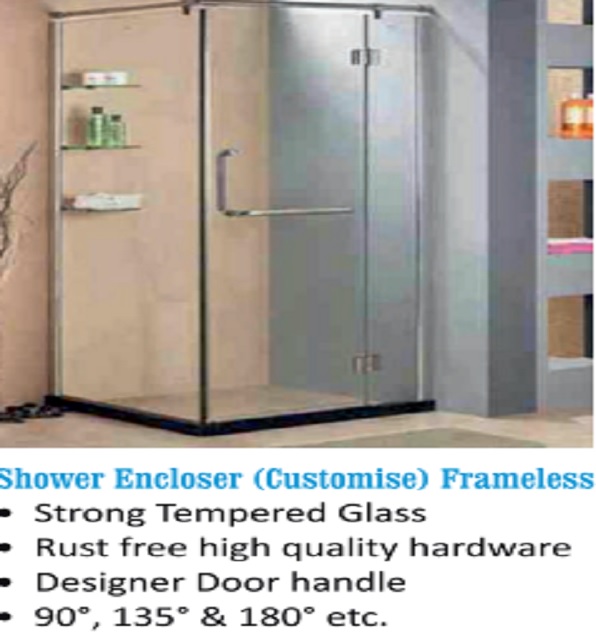 Shower Encloser (Customise) Frameless
• Strong Tempered Glass
• Rust free high quality hardware
• Designer Door handle
• 90°, 135° & 180° etc.